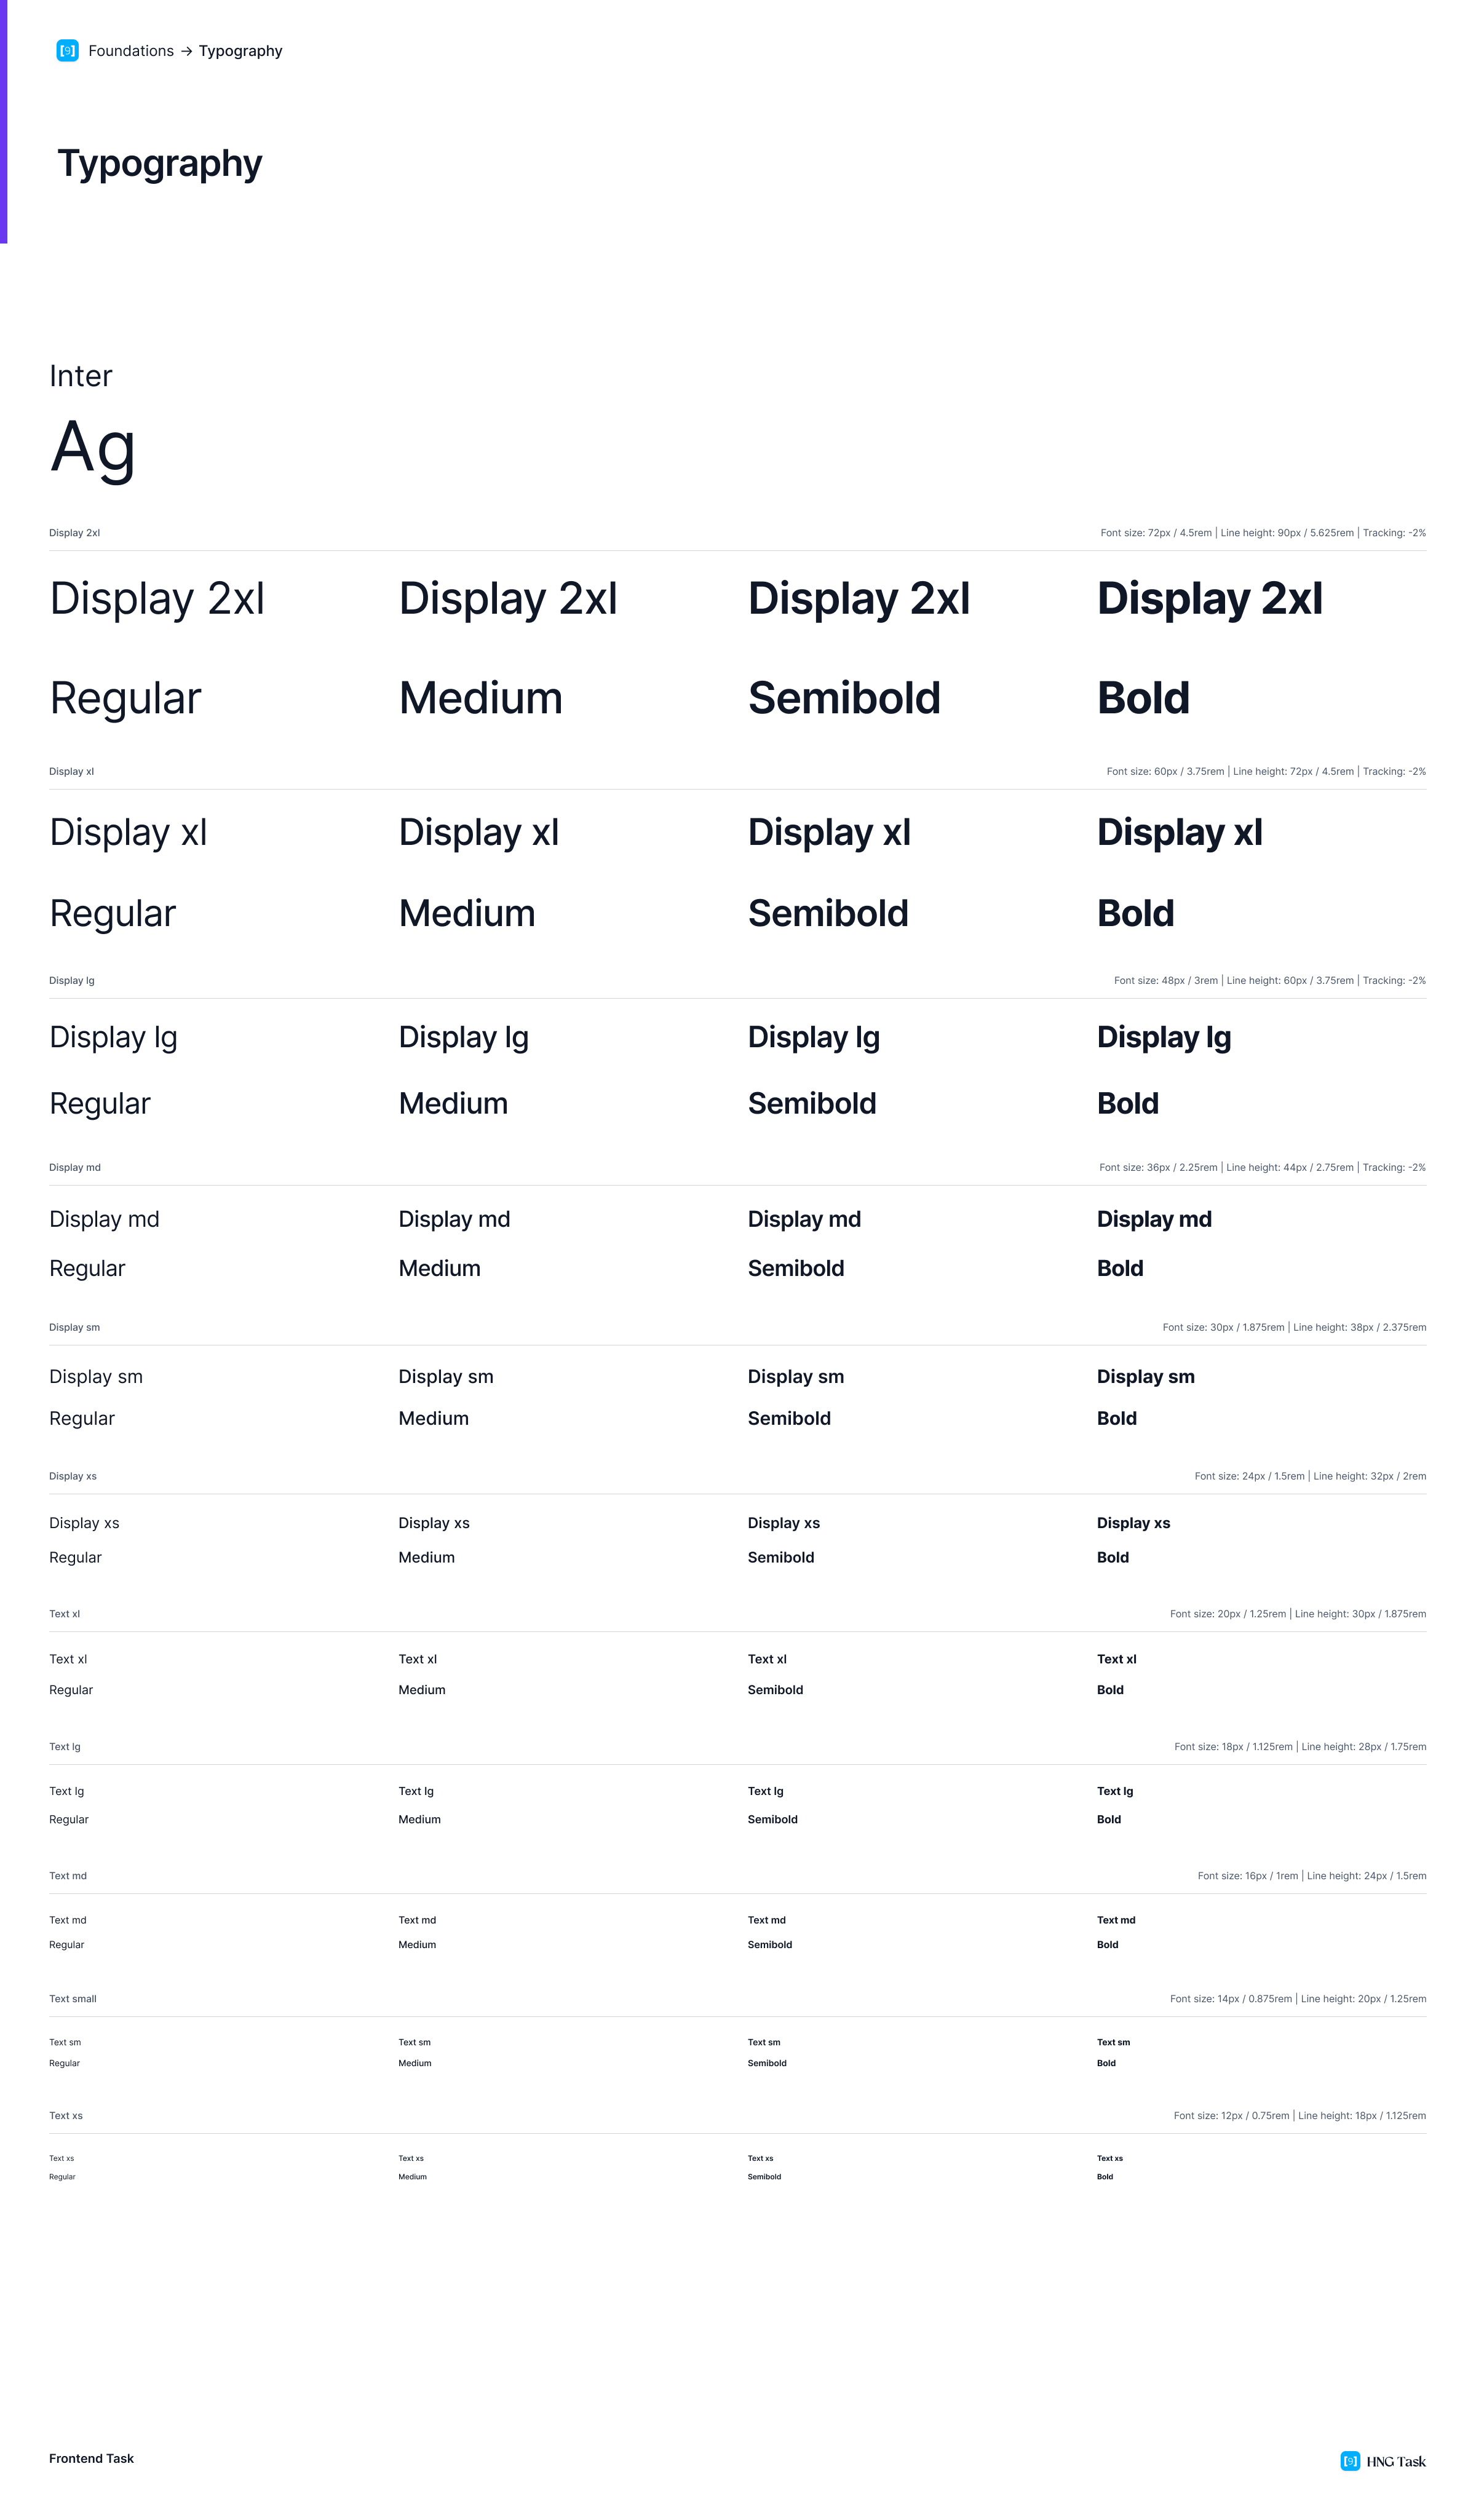 [9] Foundations → Typography
Typography
Inter
Ag
Display 2xl Font size: 72px / 4.5rem | Line height: 90px / 5.625rem | Tracking: -2%
Display 2xl Display 2xl Display 2xl Display 2xl
Regular Medium Semibold Bold
Display xl Font size: 60px / 3.75rem | Line height: 72px / 4.5rem | Tracking: -2%
Display xl Display xl Display xl Display xl
Regular Medium Semibold Bold
Display lg Font size: 48px / 3rem | Line height: 60px / 3.75rem | Tracking: -2%
Display lg Display lg Display lg Display lg
Regular Medium Semibold Bold
Display md Font size: 36px / 2.25rem | Line height: 44px / 2.75rem | Tracking: -2%
Display md Display md Display md Display md
Regular Medium Semibold Bold
Display sm Font size: 30px / 1.875rem | Line height: 38px / 2.375rem
Display sm Display sm Display sm Display sm
Regular Medium Semibold Bold
Display xs Font size: 24px / 1.5rem | Line height: 32px / 2rem
Display xs Display xs Display xs Display xs
Regular Medium Semibold Bold
Text xl Font size: 20px / 1.25rem | Line height: 30px / 1.875rem
Text xl Text xl Text xl Text xl
Regular Medium Semibold Bold
Text lg Font size: 18px / 1.125rem | Line height: 28px / 1.75rem
Text lg Text lg Text lg Text lg
Regular Medium Semibold Bold
Text md Font size: 16px / 1rem | Line height: 24px / 1.5rem
Text md Text md Text md Text md
Regular Medium Semibold Bold
Text small Font size: 14px / 0.875rem | Line height: 20px / 1.25rem
Text sm Text sm Text sm Text sm
Regular Medium Semibold Bold
Text xs Font size: 12px / 0.75rem | Line height: 18px / 1.125rem
Text xs Text xs Text xs Text xs
Regular Medium Semibold Bold
Frontend Task [9] HNG Task